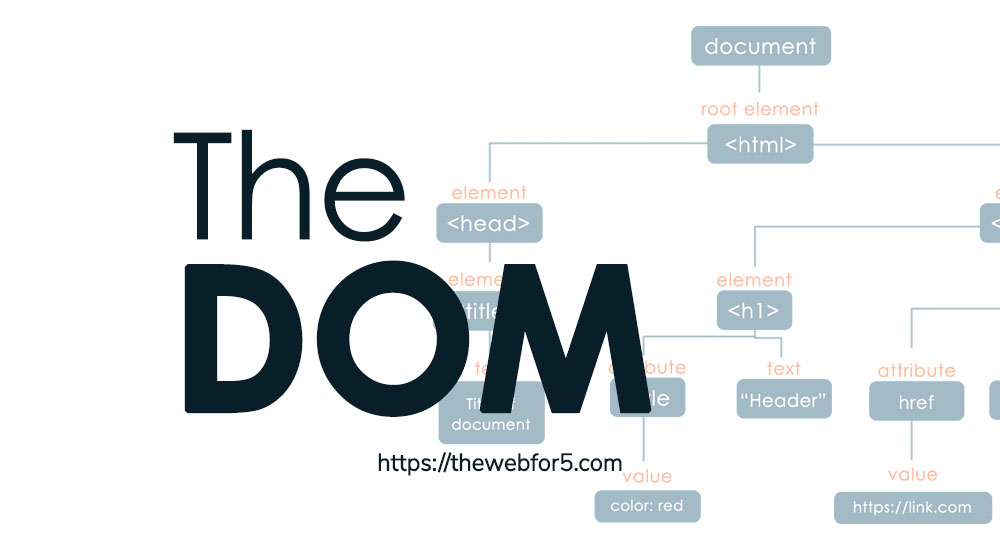 document
root element
<html>
The
element
<head>
element
<h1>
DOM
text
"Header"
attribute
href
document
https://thewebfor5.com
value
color: red
value
https://link.com